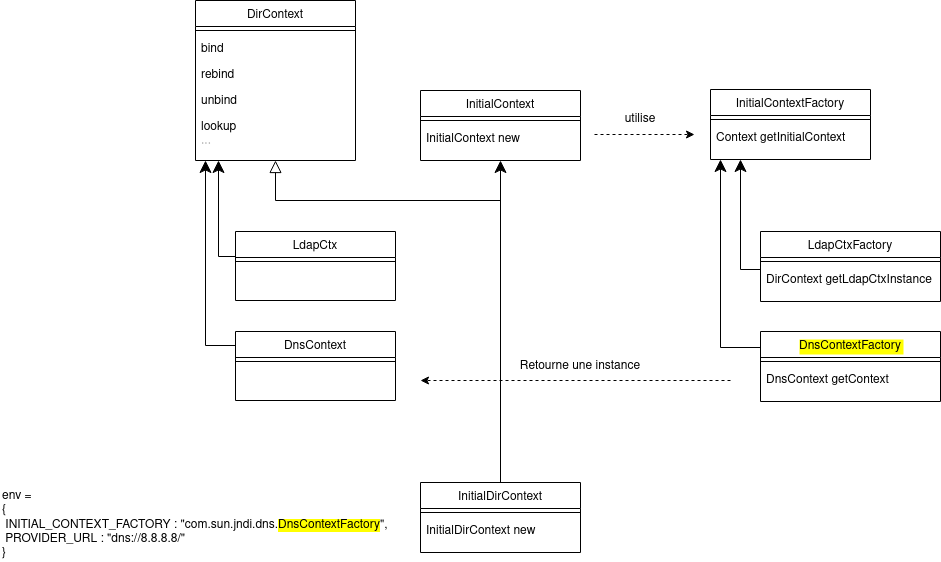 DirContext
bind
rebind
unbind
lookup
...
InitialContext
InitialContext new
utilise
InitialContextFactory
Context getInitialContext
LdapCtx
LdapCtxFactory
DirContext getLdapCtxInstance
DnsContext
DnsContextFactory
DnsContext getContext
Retourne une instance
InitialDirContext
InitialDirContext new
env =
{
INITIAL_CONTEXT_FACTORY : "com.sun.jndi.dns.DnsContextFactory",
PROVIDER_URL : "dns://8.8.8.8/"
}